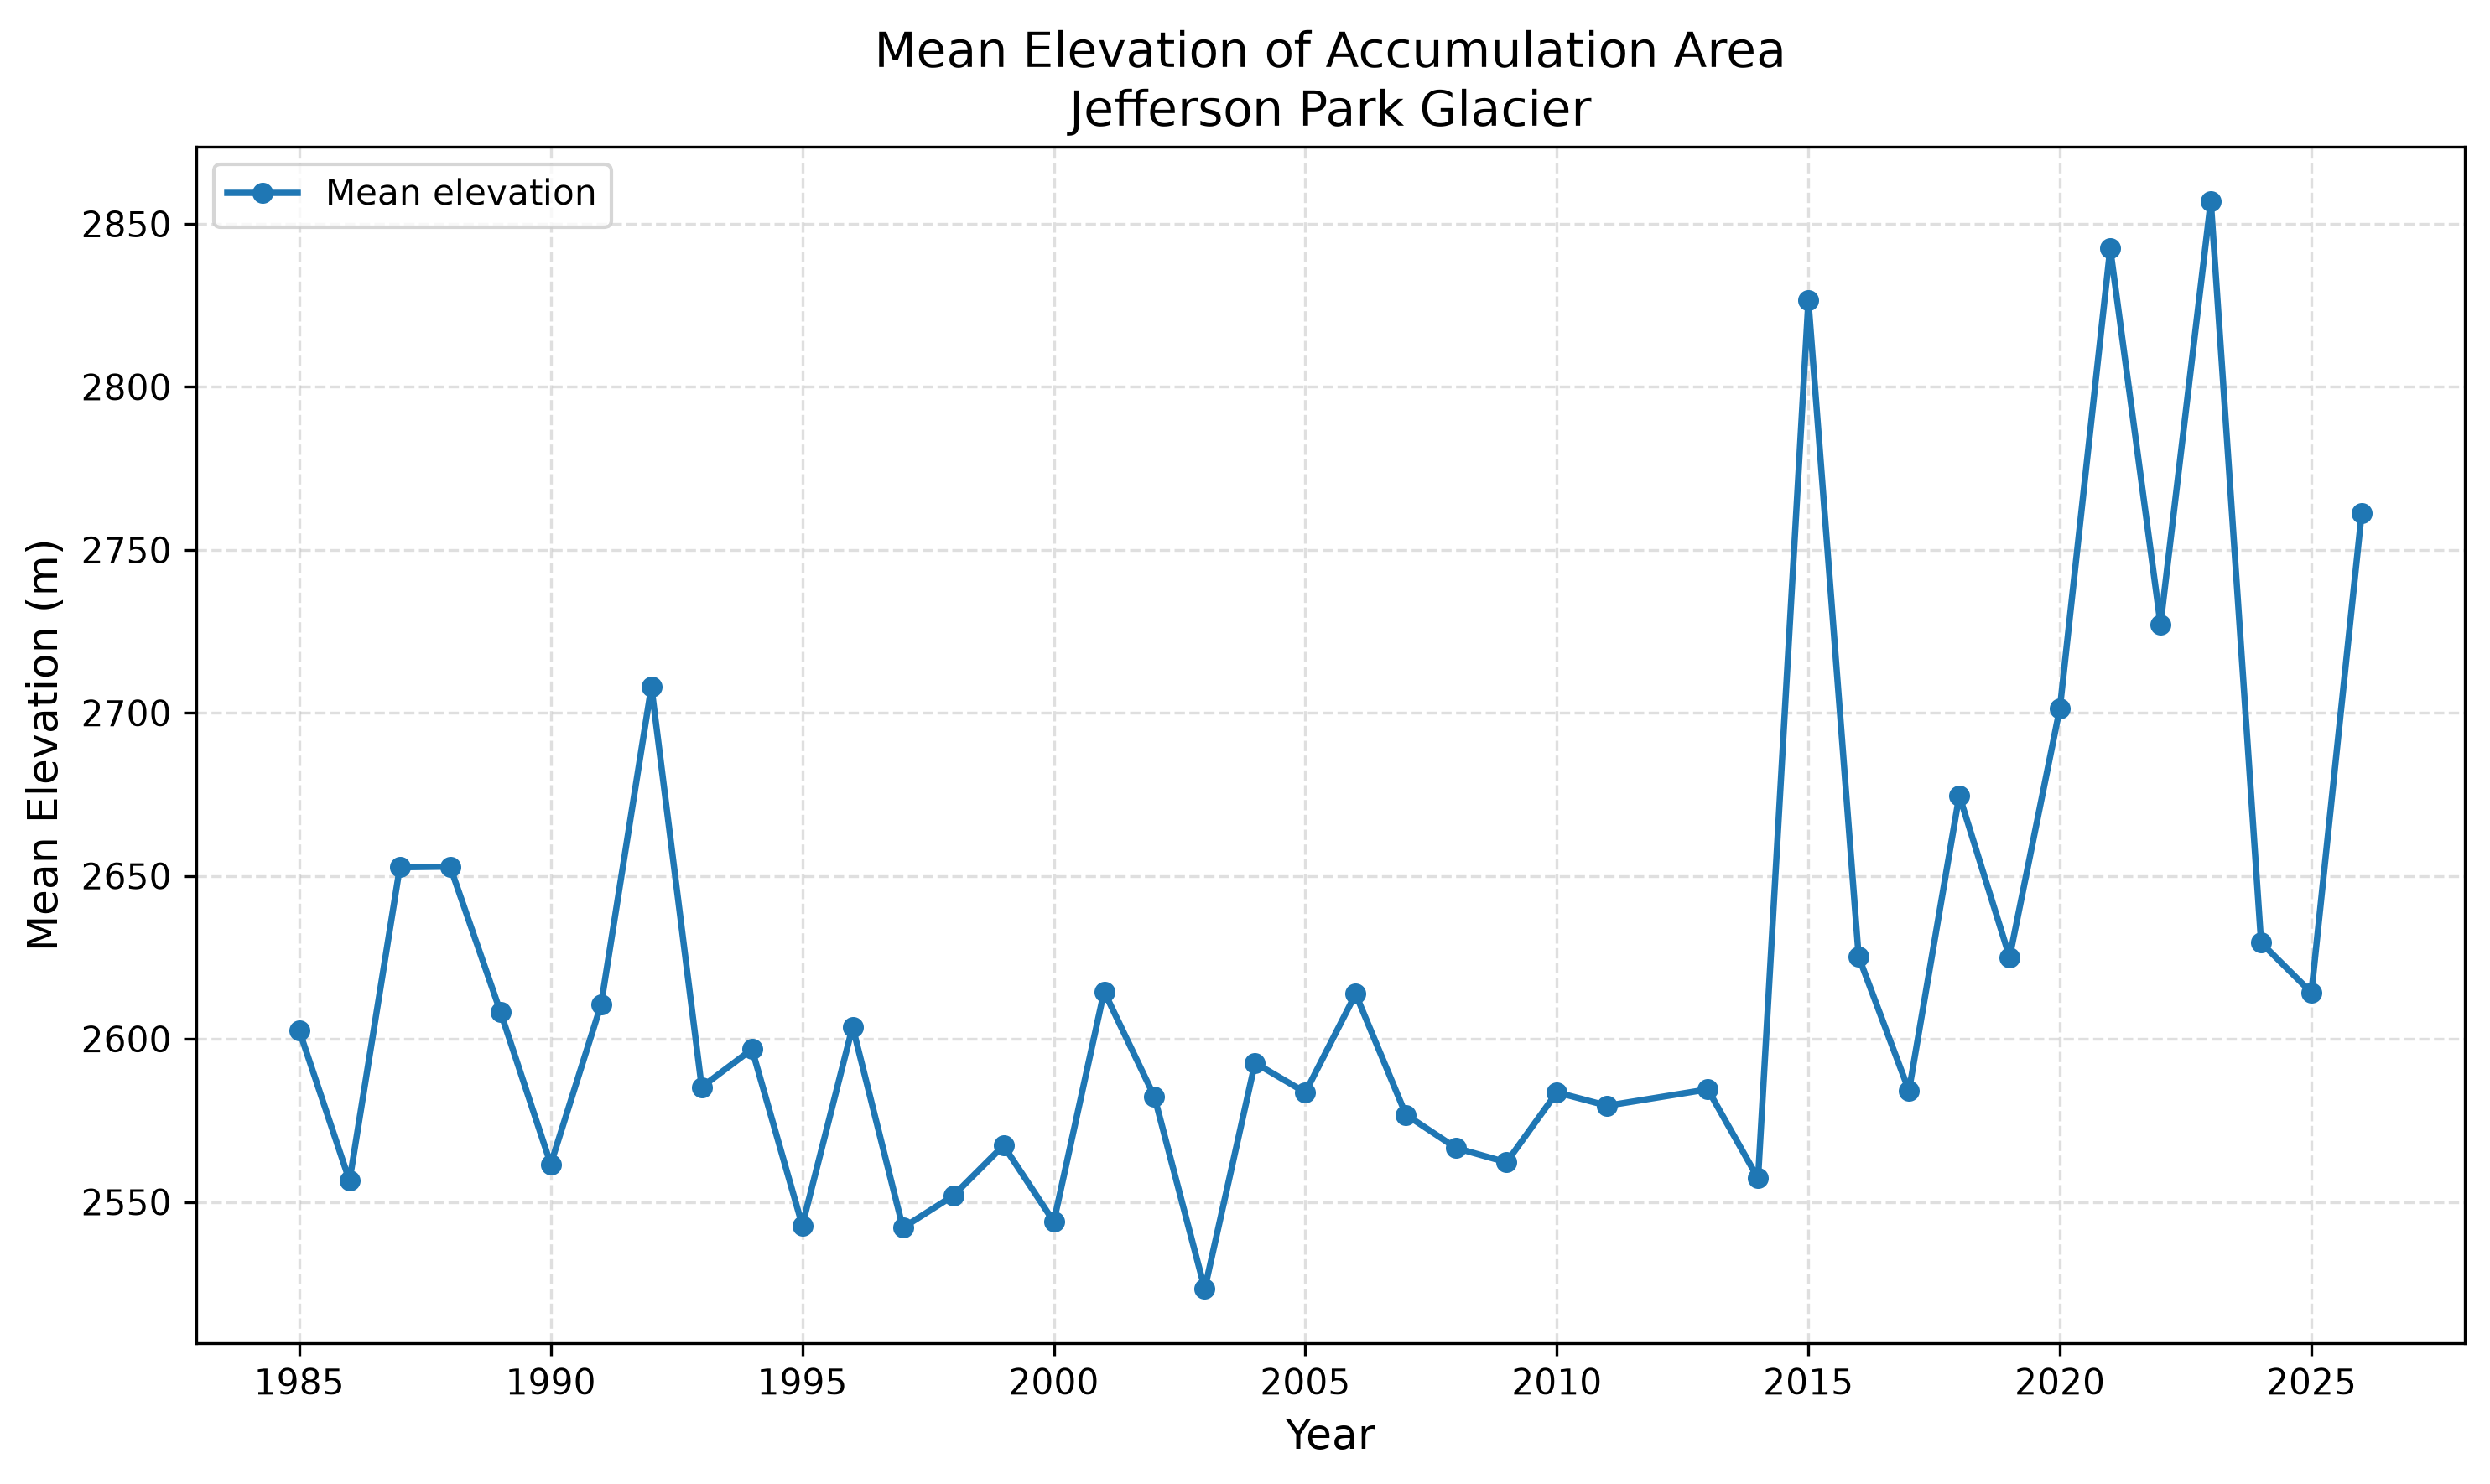 Mean Elevation of Accumulation Area
Jefferson Park Glacier
Mean elevation
2850
2800
2750
2700
2650
2600
2550
Mean Elevation (m)
1985 1990 1995 2000 2005 2010 2015 2020 2025
Year